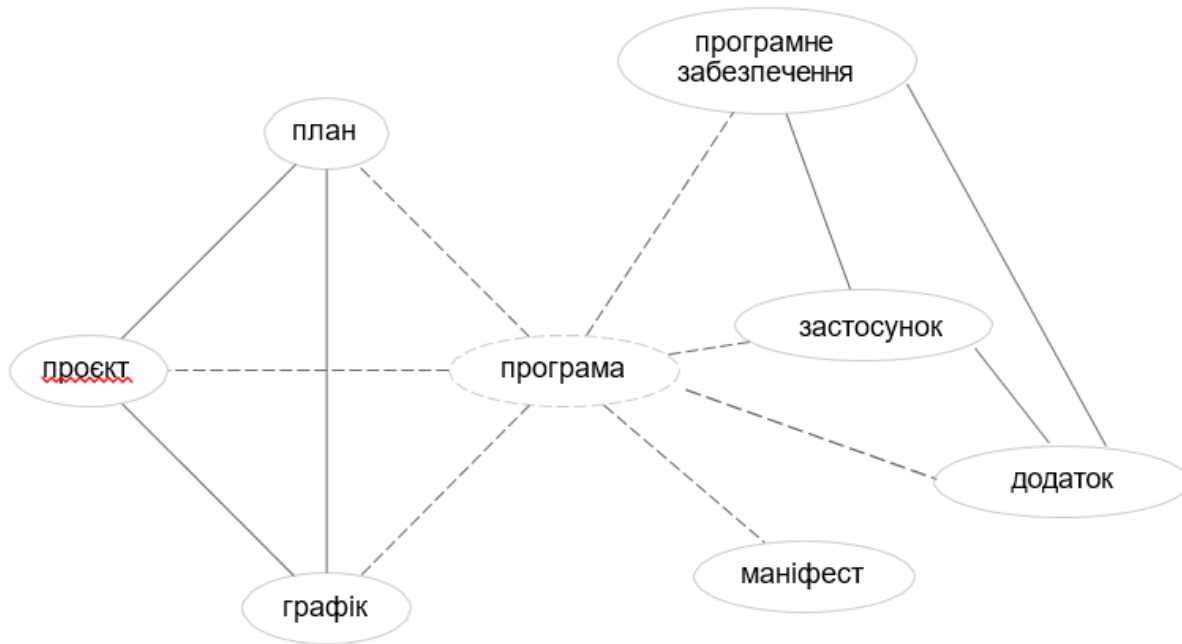 програмне
забезпечення
план
застосунок
проєкт
програма
додаток
маніфест
графік